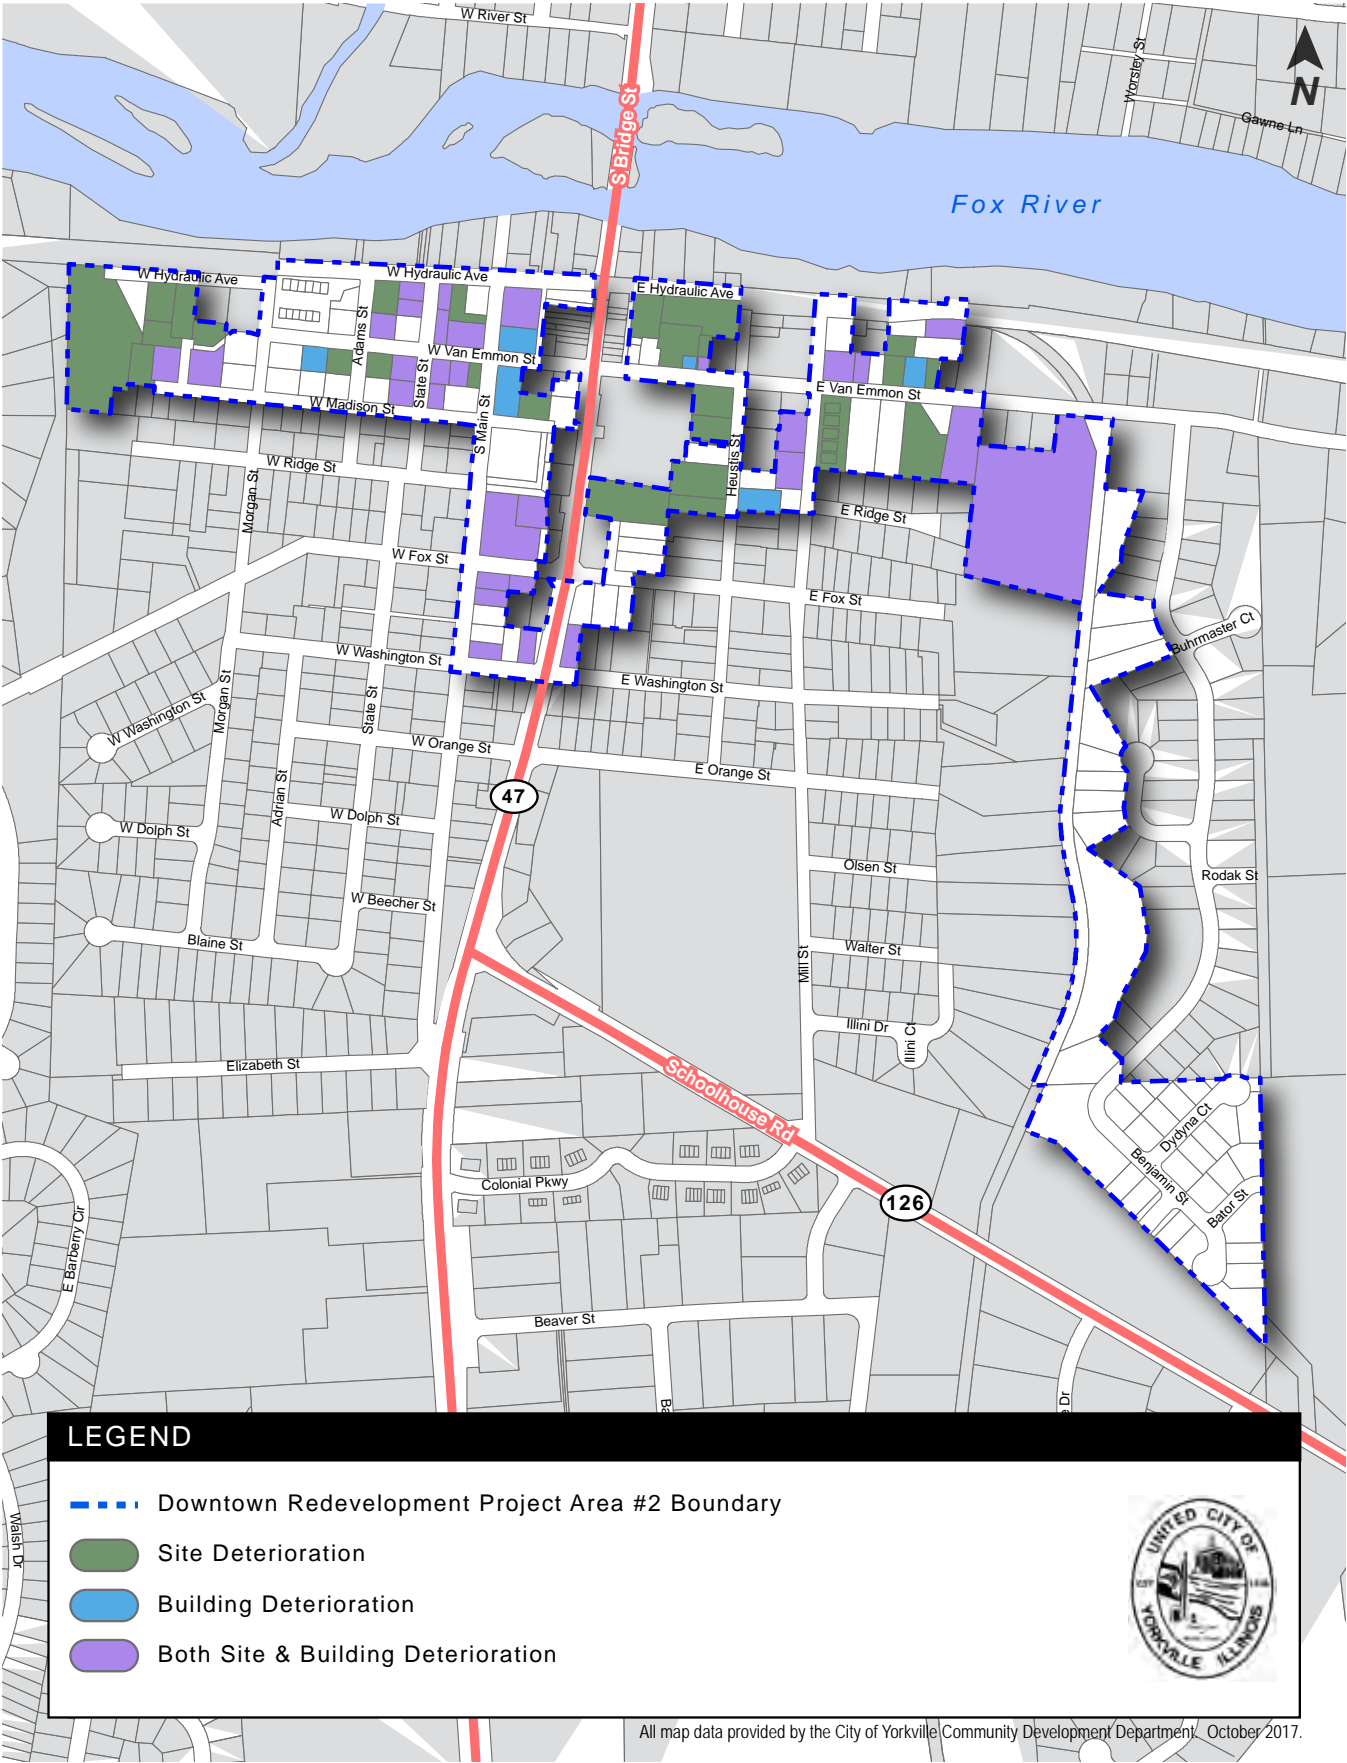 W River St
Worsley St
N
Gawne Ln
S Bridge St
Fox River
W Hydraulic Ave
W Hydraulic Ave
E Hydraulic Ave
Adams St
W Van Emmon St
State St
E Van Emmon St
W Madison St
S Main St
Heustis St
W Ridge St
Morgan St
E Ridge St
W Fox St
E Fox St
Buhrmaster Ct
W Washington St
E Washington St
Morgan St
W Washington St
State St
W Orange St
E Orange St
47
Adrian St
W Dolph St
W Dolph St
Olsen St
Rodak St
W Beecher St
Blaine St
Walter St
Mill St
Illini Dr
Illini Ct
Elizabeth St
Schoolhouse Rd
Dydyna Ct
Benjamin St
Bator St
Colonial Pkwy
126
E Barberry Cir
Beaver St
Ba
e Dr
LEGEND
Downtown Redevelopment Project Area #2 Boundary
Site Deterioration
Building Deterioration
Both Site & Building Deterioration
Walsh Dr
UNITED CITY OF
YORKVILLE ILLINOIS
EST
All map data provided by the City of Yorkville Community Development Department. October 2017.